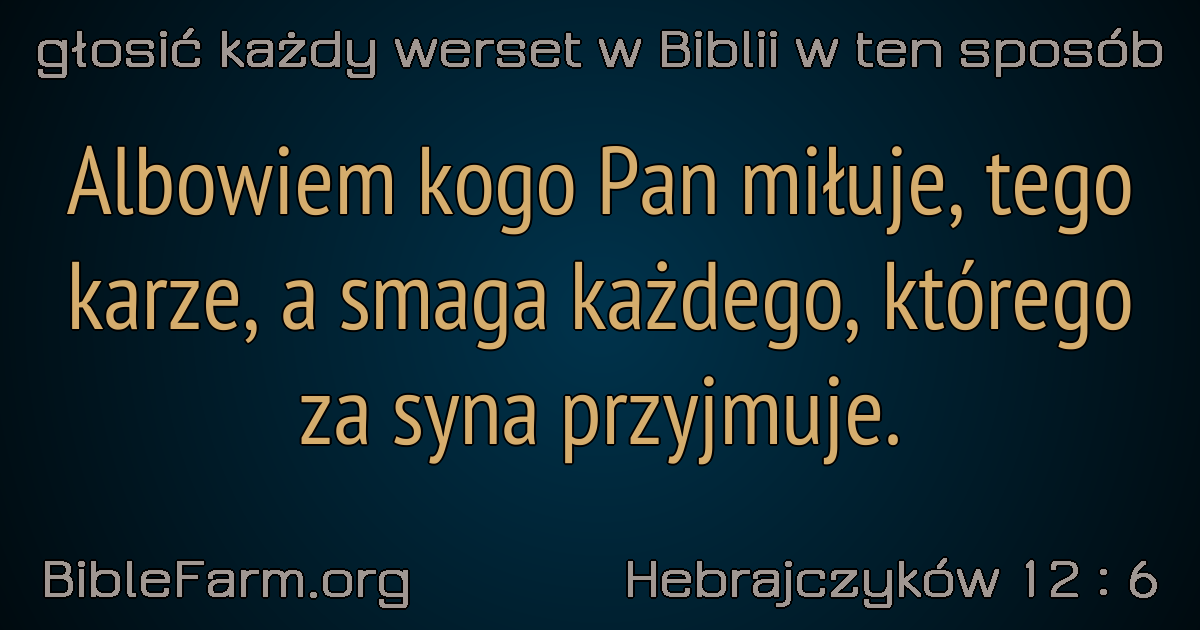 głosić każdy werset w Biblii w ten sposób
Albowiem kogo Pan miłuje, tego
karze, a smaga każdego, którego
za syna przyjmuje.
BibleFarm.org
Hebrajczyków 12 : 6